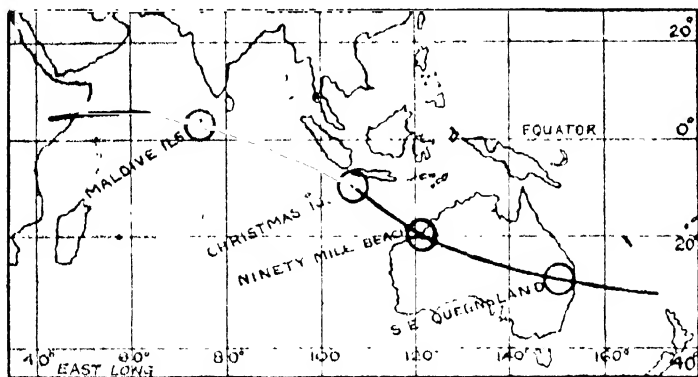 20°
0°
EQUATOR
MALDIVE ILS
CHRISTMAS IS.
NINETY MILE BEACH
20°
S.E. QUEENSLAND
40° 60° 80° 100 120° 140° 160° 40°
EAST LONG